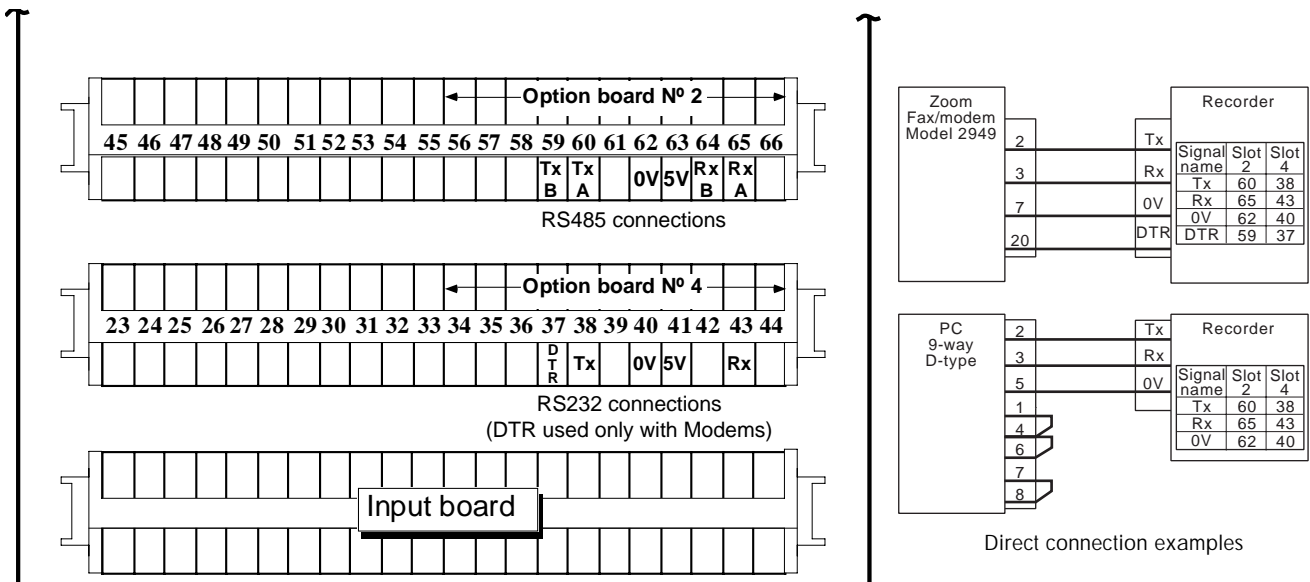 Option board Nº 2
45 46 47 48 49 50 51 52 53 54 55 56 57 58 59 60 61 62 63 64 65 66
Tx B Tx A 0V 5V Rx B Rx A
RS485 connections
Option board Nº 4
23 24 25 26 27 28 29 30 31 32 33 34 35 36 37 38 39 40 41 42 43 44
DTR Tx 0V 5V Rx
RS232 connections
(DTR used only with Modems)
Input board
Zoom
Fax/modem
Model 2949
2
3
7
20
Tx
Rx
0V
DTR
Recorder
Signal name Slot 2 Slot 4
Tx 60 38
Rx 65 43
0V 62 40
DTR 59 37
PC
9-way
D-type
2
3
5
1
4
6
7
8
Tx
Rx
0V
Recorder
Signal name Slot 2 Slot 4
Tx 60 38
Rx 65 43
0V 62 40
Direct connection examples